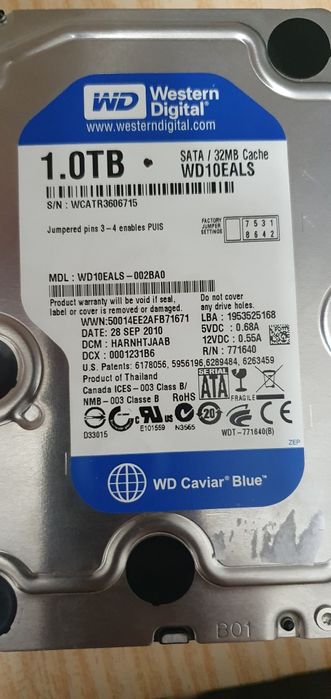 WD Western Digital®
www.westerndigital.com
1.0TB SATA / 32MB Cache
WD10EALS
S/N : WCATR3606715
Jumpered pins 3-4 enables PUIS
FACTORY JUMPER SETTINGS
7 5 3 1
8 6 4 2
MDL : WD10EALS-002BA0
Product warranty will be void if seal, label or cover is removed or damaged.
Do not cover any drive holes.
WWN:50014EE2AFB71671
DATE: 28 SEP 2010
DCM : HARNHTJAAB
DCX : 0001231B6
LBA : 1953525168
5VDC : 0.68A
12VDC : 0.55A
R/N : 771640
U.S. Patents: 6178056, 5956196,6289484, 6263459
Product of Thailand
Canada ICES-003 Class B/
NMB-003 Classe B
SERIAL ATA
FRAGILE
RoHS
20
D33015
E101559
N3565
WDT-771640(B)
ZEP
WD Caviar® Blue™
B01